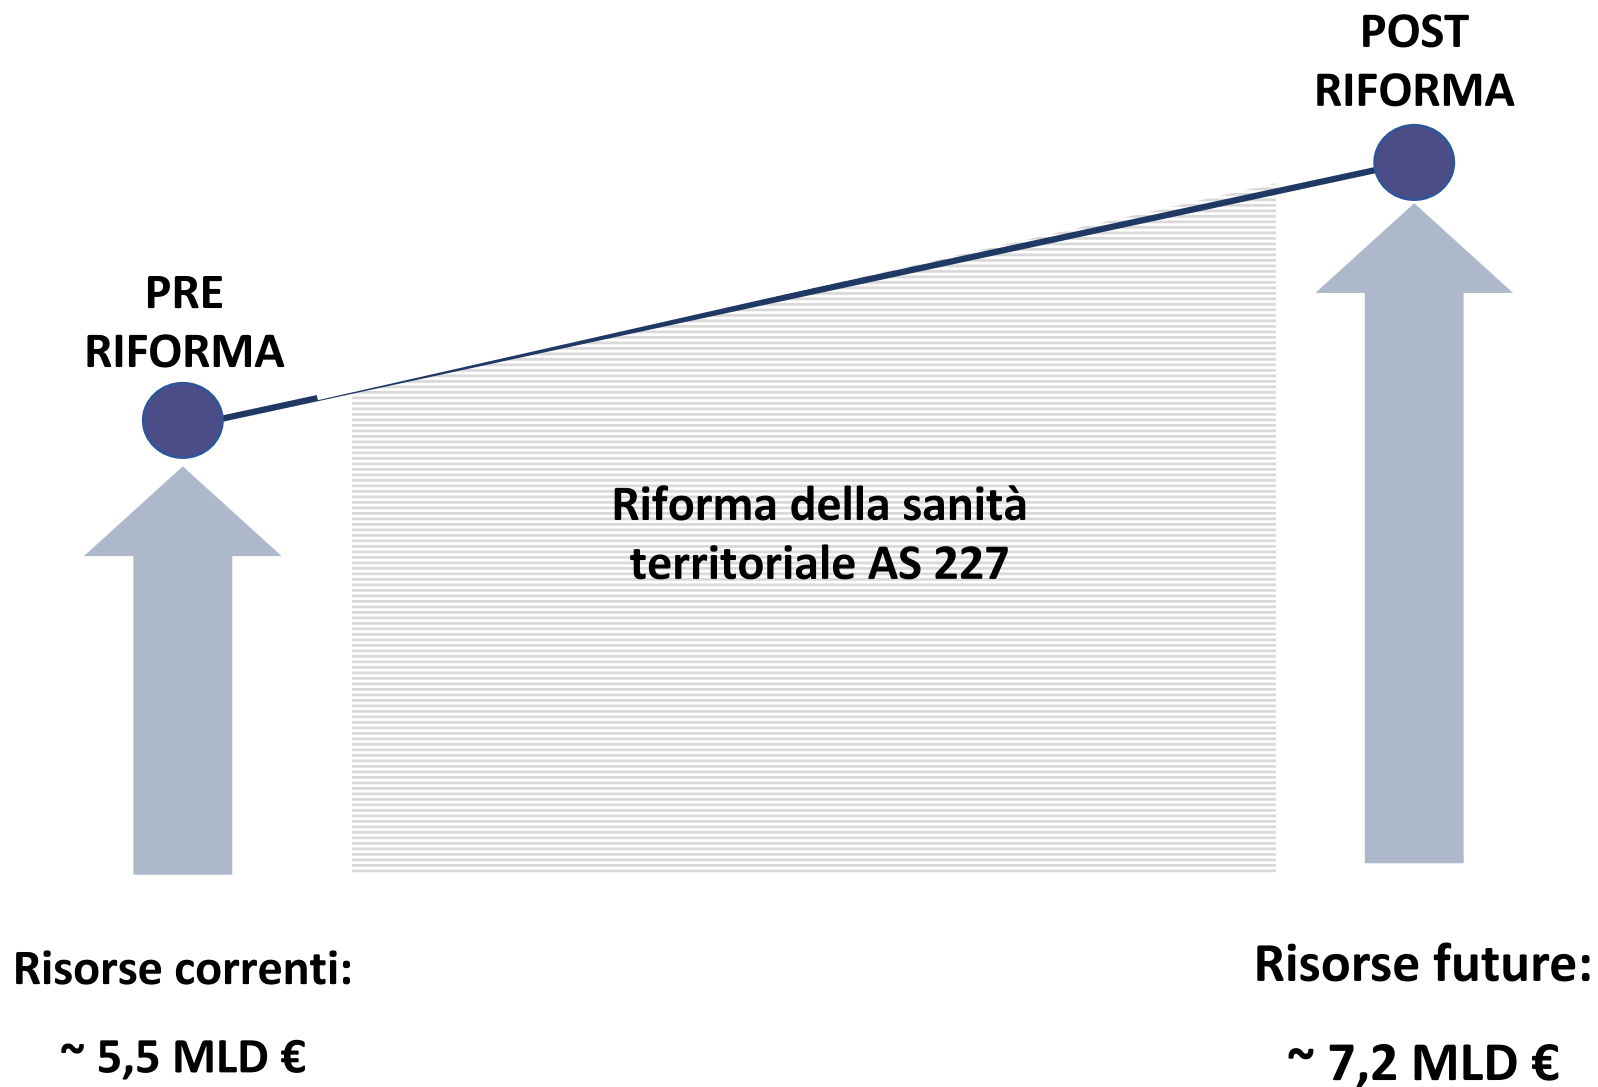 POST
RIFORMA
PRE
RIFORMA
Riforma della sanità
territoriale AS 227
Risorse correnti:
~ 5,5 MLD €
Risorse future:
~ 7,2 MLD €